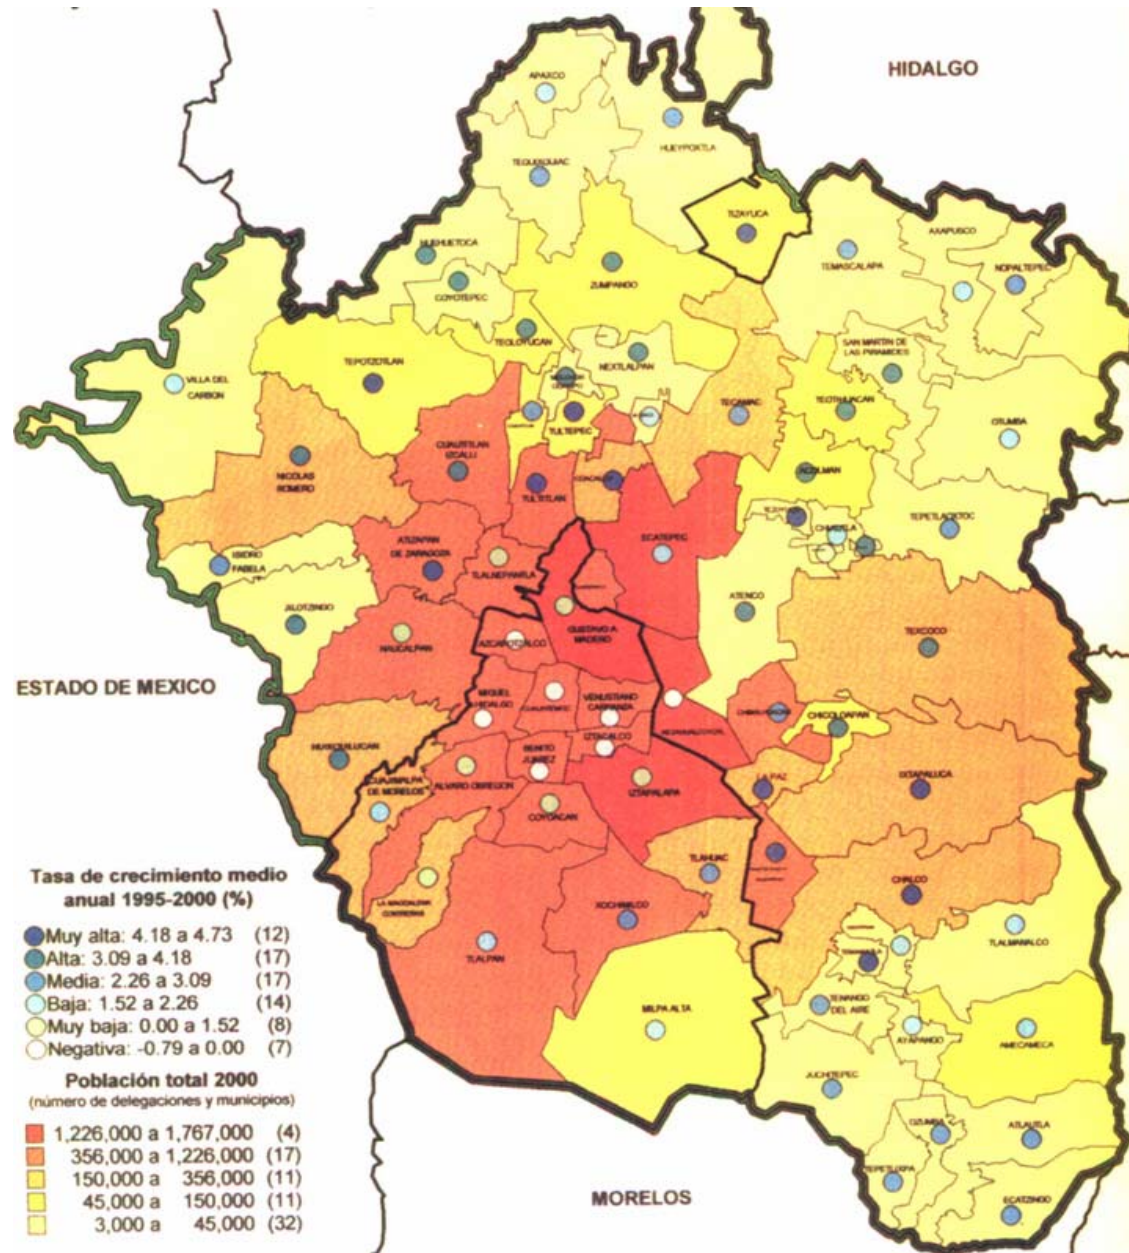 HIDALGO
APAXCO
HUEYPOXTLA
TEQUIXQUIAC
TIZAYUCA
AXAPUSCO
HUEHUETOCA
TEMASCALAPA
NOPALTEPEC
ZUMPANGO
COYOTEPEC
TEOLOYUCAN
SAN MARTIN DE
LAS PIRAMIDES
TEPOTZOTLAN
NEXTLALPAN
VILLA DEL
CARBON
TECAMAC
TEOTIHUACAN
TULTEPEC
OTUMBA
CUAUTITLAN
IZCALLI
NICOLAS
ROMERO
ACOLMAN
COACALCO
TULTITLAN
TEZOYUCA
CHIAUTLA
TEPETLAOXTOC
ATIZAPAN
DE ZARAGOZA
ECATEPEC
ISIDRO
FABELA
TLALNEPANTLA
JILOTZINGO
ATENCO
GUSTAVO A
MADERO
AZCAPOTZALCO
NAUCALPAN
TEXCOCO
ESTADO DE MEXICO
MIGUEL
HIDALGO
CUAUHTEMOC
VENUSTIANO
CARRANZA
CHIMALHUACAN
CHICOLOAPAN
IZTACALCO
NEZAHUALCOYOTL
HUIXQUILUCAN
BENITO
JUAREZ
CUAJIMALPA
DE MORELOS
ALVARO OBREGON
IZTAPALAPA
LA PAZ
IXTAPALUCA
COYOACAN
TLAHUAC
CHALCO
LA MAGDALENA
CONTRERAS
XOCHIMILCO
TLALPAN
TLALMANALCO
MILPA ALTA
TENANGO
DEL AIRE
AYAPANGO
AMECAMECA
JUCHITEPEC
OZUMBA
ATLAUTLA
TEPETLIXPA
ECATZINGO
MORELOS
Tasa de crecimiento medio
anual 1995-2000 (%)
Muy alta: 4.18 a 4.73 (12)
Alta: 3.09 a 4.18 (17)
Media: 2.26 a 3.09 (17)
Baja: 1.52 a 2.26 (14)
Muy baja: 0.00 a 1.52 (8)
Negativa: -0.79 a 0.00 (7)
Población total 2000
(número de delegaciones y municipios)
1,226,000 a 1,767,000 (4)
356,000 a 1,226,000 (17)
150,000 a 356,000 (11)
45,000 a 150,000 (11)
3,000 a 45,000 (32)